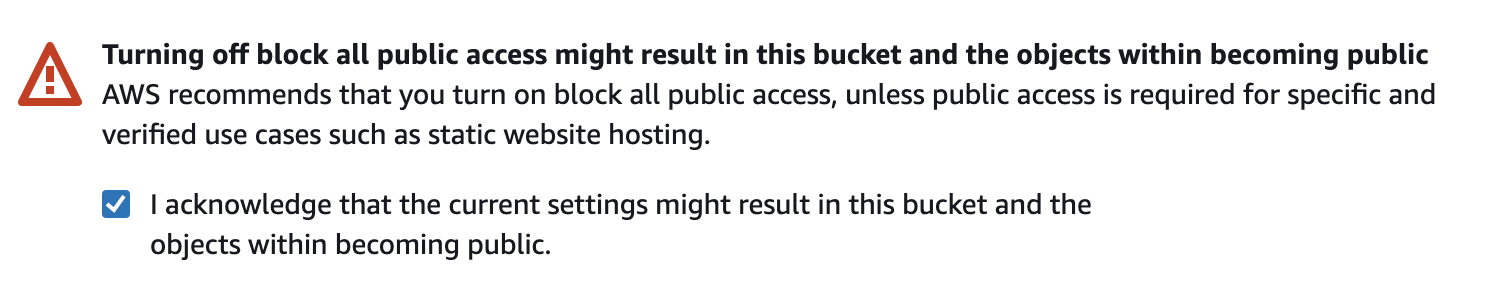 Turning off block all public access might result in this bucket and the objects within becoming public
AWS recommends that you turn on block all public access, unless public access is required for specific and
verified use cases such as static website hosting.
I acknowledge that the current settings might result in this bucket and the
objects within becoming public.